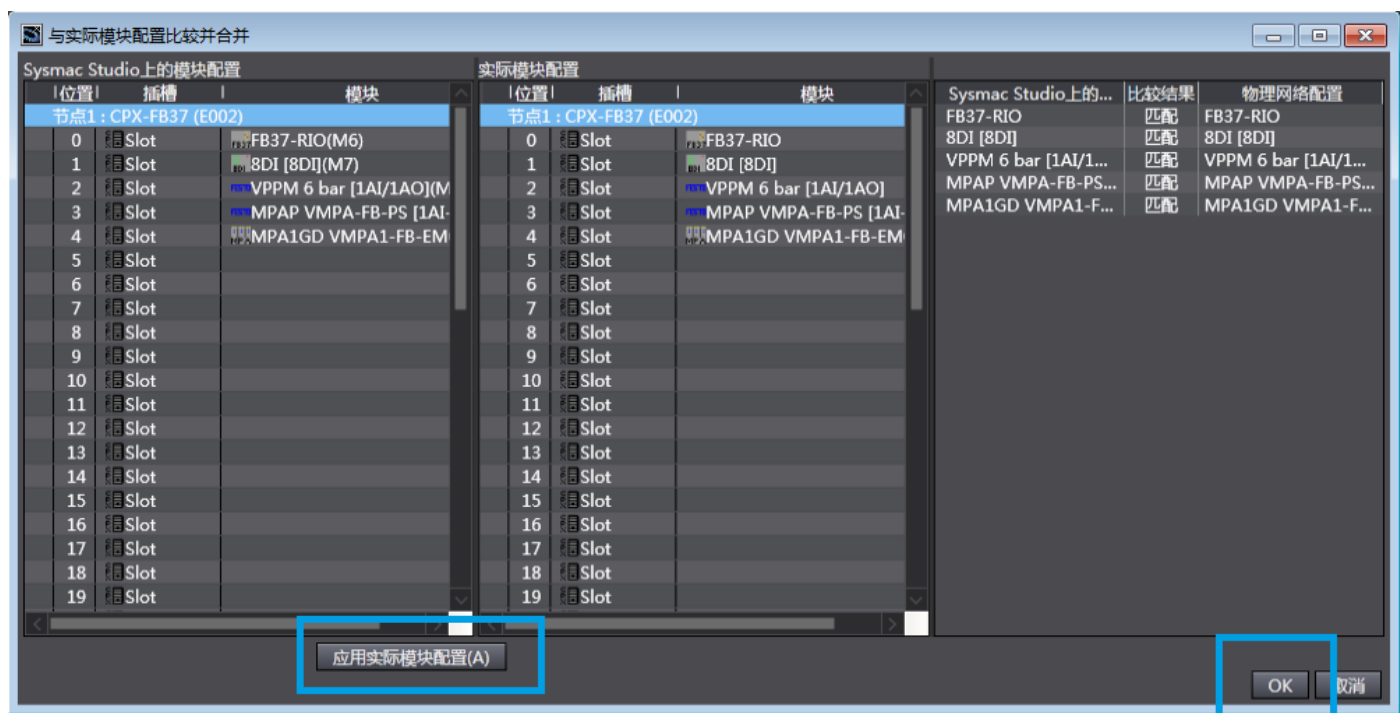 与实际模块配置比较并合并
Sysmac Studio上的模块配置 实际模块配置
位置 插槽 模块 位置 插槽 模块 Sysmac Studio上的... 比较结果 物理网络配置
节点1 : CPX-FB37 (E002) 节点1 : CPX-FB37 (E002) FB37-RIO 匹配 FB37-RIO
0 Slot FB37-RIO(M6) 0 Slot FB37-RIO 8DI [8DI] 匹配 8DI [8DI]
1 Slot 8DI [8DI](M7) 1 Slot 8DI [8DI] VPPM 6 bar [1AI/1... 匹配 VPPM 6 bar [1AI/1...
2 Slot VPPM 6 bar [1AI/1AO](M 2 Slot VPPM 6 bar [1AI/1AO] MPAP VMPA-FB-PS... 匹配 MPAP VMPA-FB-PS...
3 Slot MPAP VMPA-FB-PS [1AI- 3 Slot MPAP VMPA-FB-PS [1AI- MPA1GD VMPA1-F... 匹配 MPA1GD VMPA1-F...
4 Slot MPA1GD VMPA1-FB-EM 4 Slot MPA1GD VMPA1-FB-EM
5 Slot 5 Slot
6 Slot 6 Slot
7 Slot 7 Slot
8 Slot 8 Slot
9 Slot 9 Slot
10 Slot 10 Slot
11 Slot 11 Slot
12 Slot 12 Slot
13 Slot 13 Slot
14 Slot 14 Slot
15 Slot 15 Slot
16 Slot 16 Slot
17 Slot 17 Slot
18 Slot 18 Slot
19 Slot 19 Slot
应用实际模块配置(A)
OK 取消